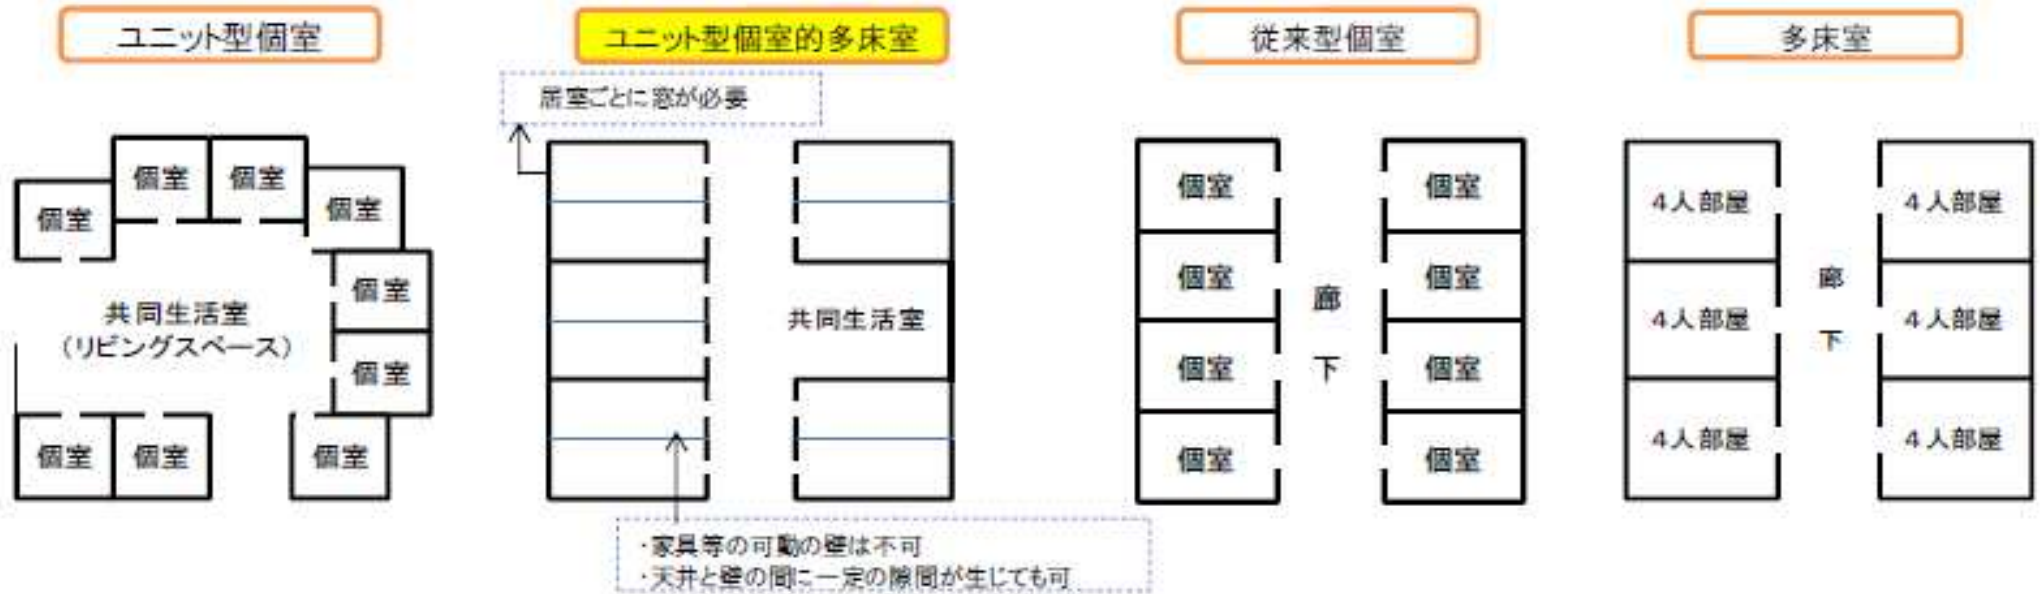 ユニット型個室
ユニット型個室的多床室
従来型個室
多床室
居室ごとに窓が必要
個室
個室
個室
個室
個室
個室
個室
個室
個室
共同生活室
(リビングスペース)
共同生活室
・家具等の可動の壁は不可
・天井と壁の間に一定の隙間が生じても可
個室
個室
個室
個室
個室
個室
個室
個室
廊
下
4人部屋
4人部屋
4人部屋
4人部屋
4人部屋
4人部屋
廊
下